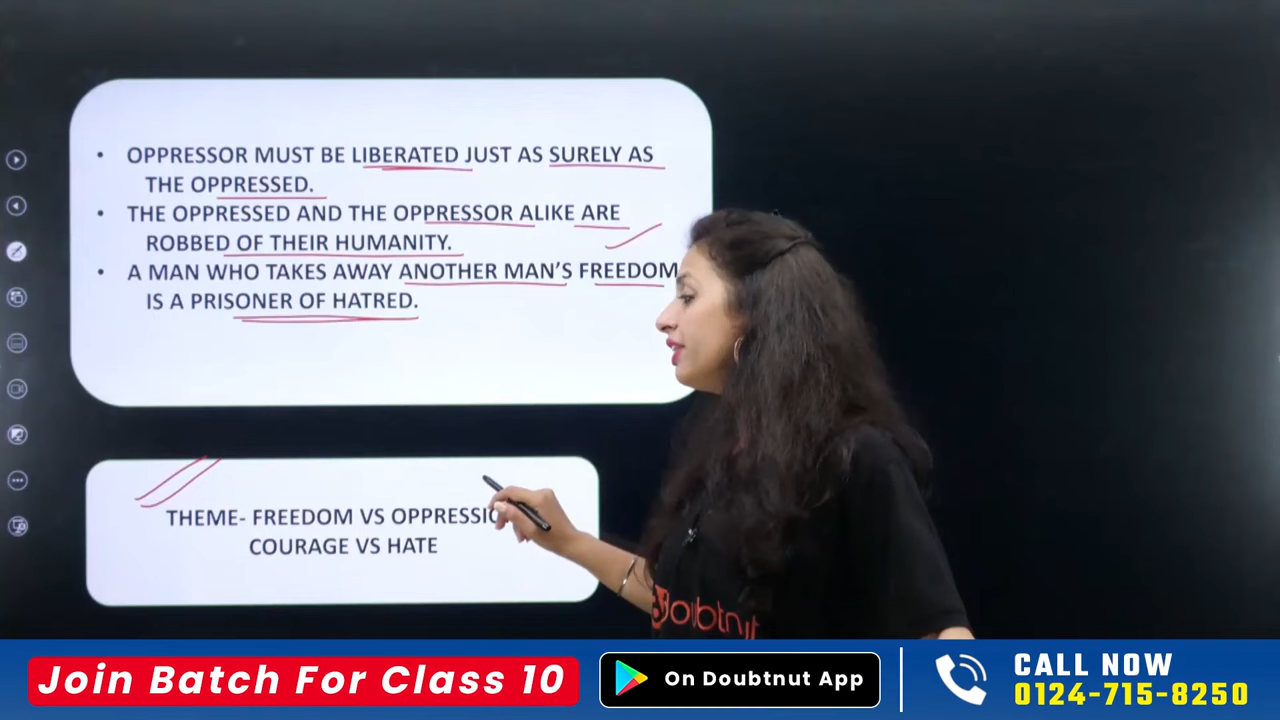 • OPPRESSOR MUST BE LIBERATED JUST AS SURELY AS
THE OPPRESSED.
• THE OPPRESSED AND THE OPPRESSOR ALIKE ARE
ROBBED OF THEIR HUMANITY.
• A MAN WHO TAKES AWAY ANOTHER MAN'S FREEDOM
IS A PRISONER OF HATRED.
THEME- FREEDOM VS OPPRESSIO
COURAGE VS HATE
doubtnut
Join Batch For Class 10
On Doubtnut App
CALL NOW
0124-715-8250